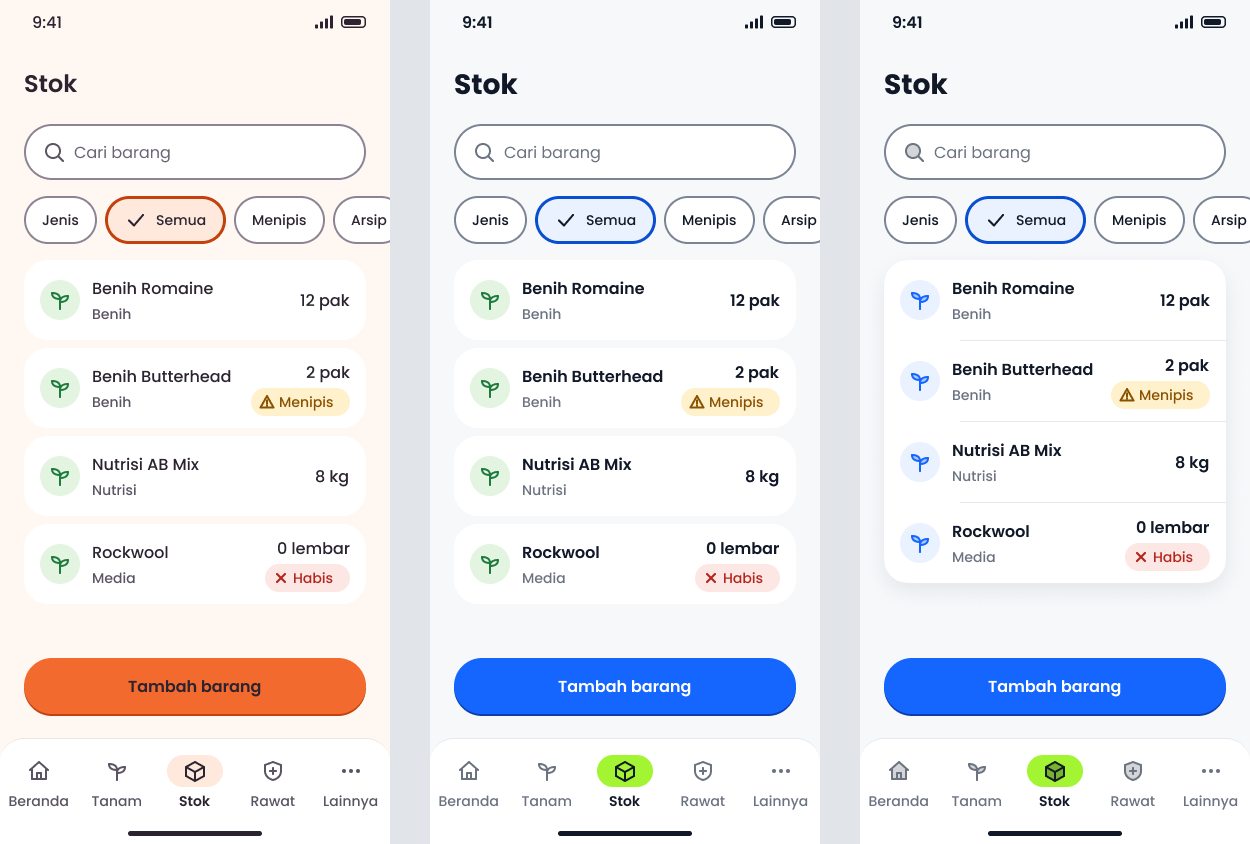 9:41
Stok
Cari barang
Jenis
Semua
Menipis
Arsip
Benih Romaine
Benih
12 pak
Benih Butterhead
Benih
2 pak
Menipis
Nutrisi AB Mix
Nutrisi
8 kg
Rockwool
Media
0 lembar
Habis
Tambah barang
Beranda
Tanam
Stok
Rawat
Lainnya
9:41
Stok
Cari barang
Jenis
Semua
Menipis
Arsip
Benih Romaine
Benih
12 pak
Benih Butterhead
Benih
2 pak
Menipis
Nutrisi AB Mix
Nutrisi
8 kg
Rockwool
Media
0 lembar
Habis
Tambah barang
Beranda
Tanam
Stok
Rawat
Lainnya
9:41
Stok
Cari barang
Jenis
Semua
Menipis
Arsip
Benih Romaine
Benih
12 pak
Benih Butterhead
Benih
2 pak
Menipis
Nutrisi AB Mix
Nutrisi
8 kg
Rockwool
Media
0 lembar
Habis
Tambah barang
Beranda
Tanam
Stok
Rawat
Lainnya